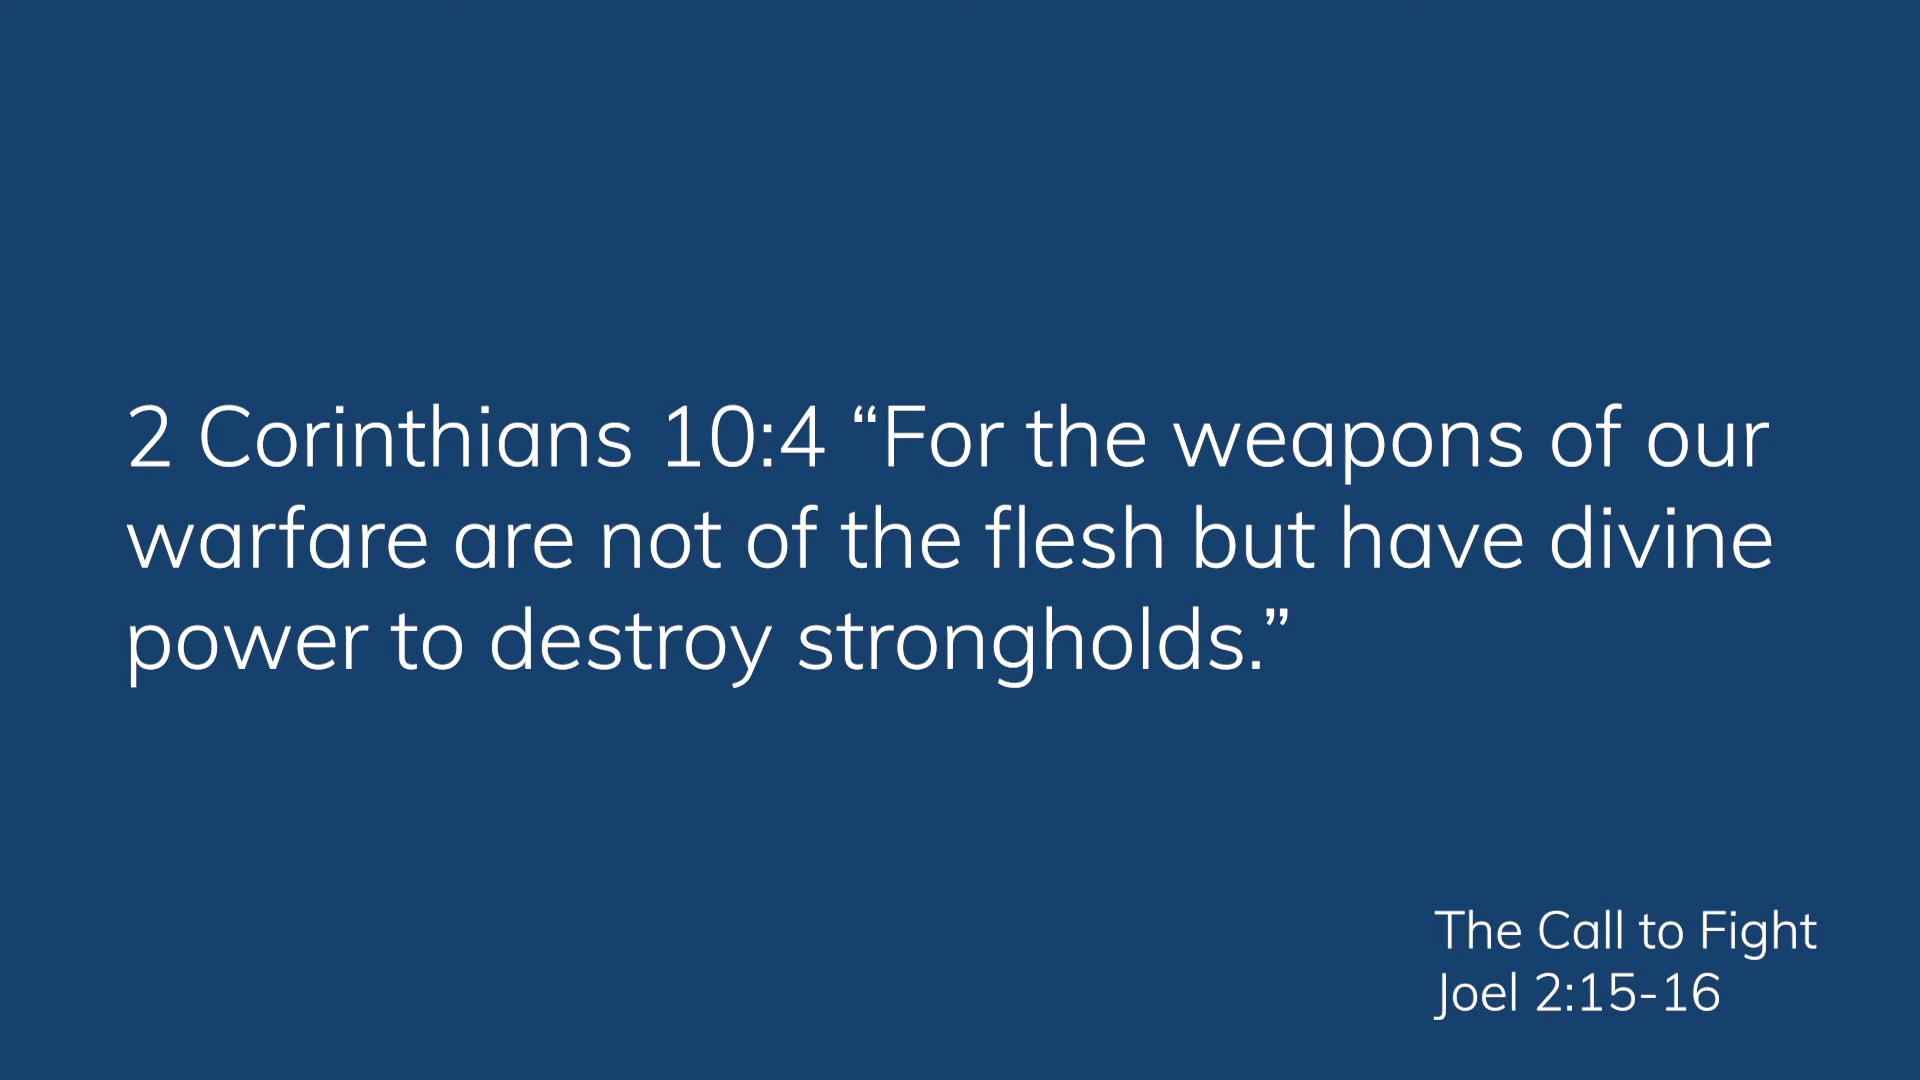 2 Corinthians 10:4 “For the weapons of our
warfare are not of the flesh but have divine
power to destroy strongholds.”
The Call to Fight
Joel 2:15-16